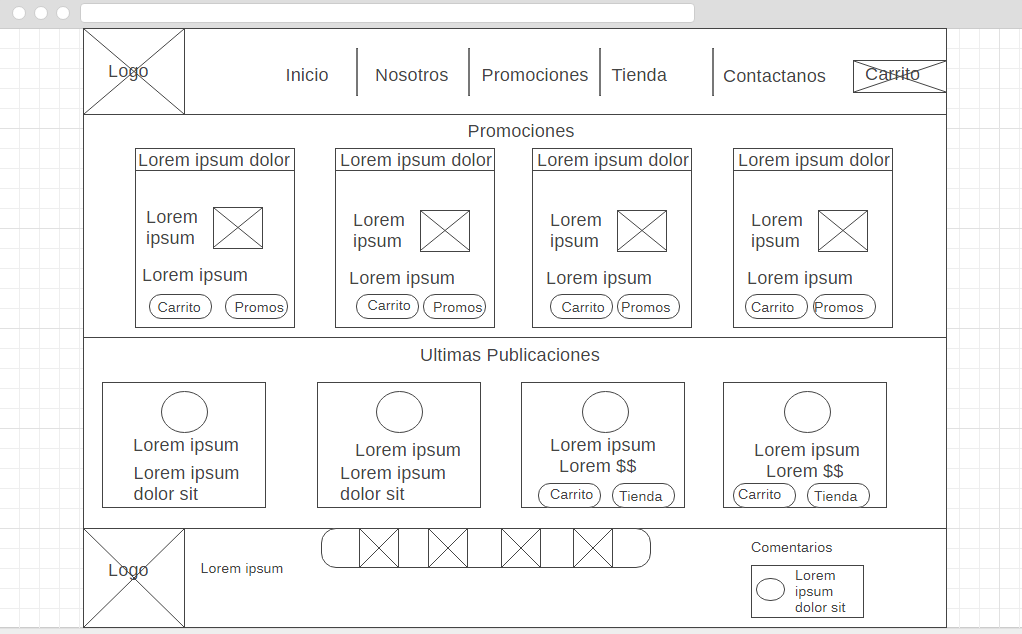 Logo
Inicio
Nosotros
Promociones
Tienda
Contactanos
Carrito
Promociones
Lorem ipsum dolor
Lorem
ipsum
Lorem ipsum
Carrito
Promos
Lorem ipsum dolor
Lorem
ipsum
Lorem ipsum
Carrito
Promos
Lorem ipsum dolor
Lorem
ipsum
Lorem ipsum
Carrito
Promos
Lorem ipsum dolor
Lorem
ipsum
Lorem ipsum
Carrito
Promos
Ultimas Publicaciones
Lorem ipsum
Lorem ipsum
dolor sit
Lorem ipsum
Lorem ipsum
dolor sit
Lorem ipsum
Lorem $$
Carrito
Tienda
Lorem ipsum
Lorem $$
Carrito
Tienda
Logo
Lorem ipsum
Comentarios
Lorem
ipsum
dolor sit